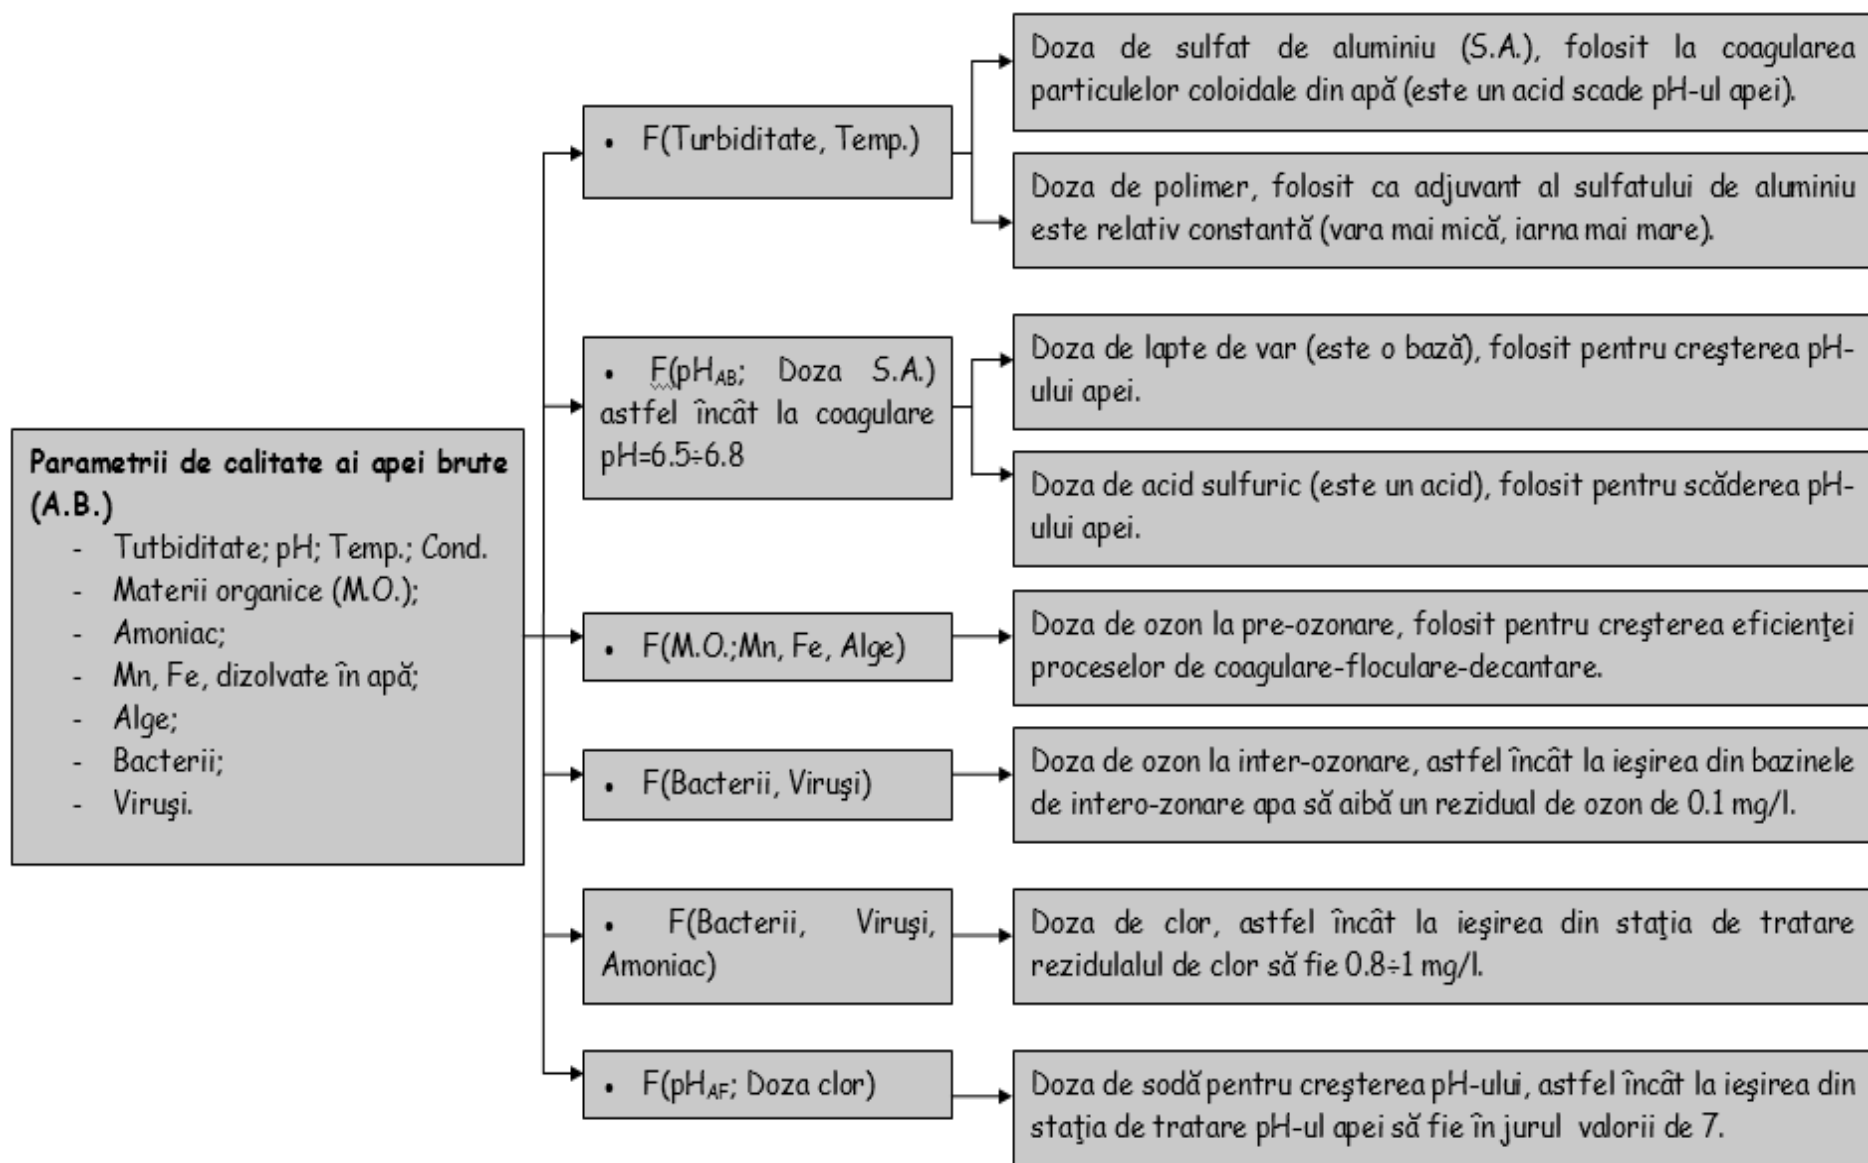 Parametrii de calitate ai apei brute
(A.B.)
- Tutbiditate; pH; Temp.; Cond.
- Materii organice (M.O.);
- Amoniac;
- Mn, Fe, dizolvate în apă;
- Alge;
- Bacterii;
- Viruşi.
• F(Turbiditate, Temp.)
Doza de sulfat de aluminiu (S.A.), folosit la coagularea
particulelor coloidale din apă (este un acid scade pH-ul apei).
Doza de polimer, folosit ca adjuvant al sulfatului de aluminiu
este relativ constantă (vara mai mică, iarna mai mare).
• F(pHAB; Doza S.A.)
astfel încât la coagulare
pH=6.5÷6.8
Doza de lapte de var (este o bază), folosit pentru creşterea pH-
ului apei.
Doza de acid sulfuric (este un acid), folosit pentru scăderea pH-
ului apei.
• F(M.O.;Mn, Fe, Alge)
Doza de ozon la pre-ozonare, folosit pentru creşterea eficienţei
proceselor de coagulare-floculare-decantare.
• F(Bacterii, Viruşi)
Doza de ozon la inter-ozonare, astfel încât la ieşirea din bazinele
de intero-zonare apa să aibă un rezidual de ozon de 0.1 mg/l.
• F(Bacterii, Viruşi,
Amoniac)
Doza de clor, astfel încât la ieşirea din staţia de tratare
rezidulalul de clor să fie 0.8÷1 mg/l.
• F(pHAF; Doza clor)
Doza de sodă pentru creşterea pH-ului, astfel încât la ieşirea din
staţia de tratare pH-ul apei să fie în jurul valorii de 7.